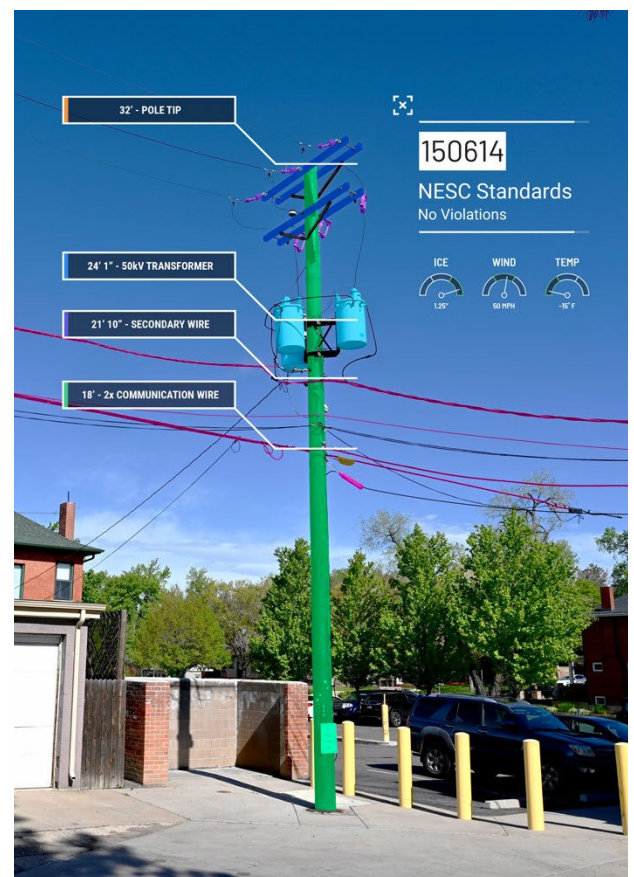 32' - POLE TIP
24' 1" - 50kV TRANSFORMER
21' 10" - SECONDARY WIRE
18' - 2x COMMUNICATION WIRE
150614
NESC Standards
No Violations
ICE WIND TEMP
1.25" 50 MPH -15° F